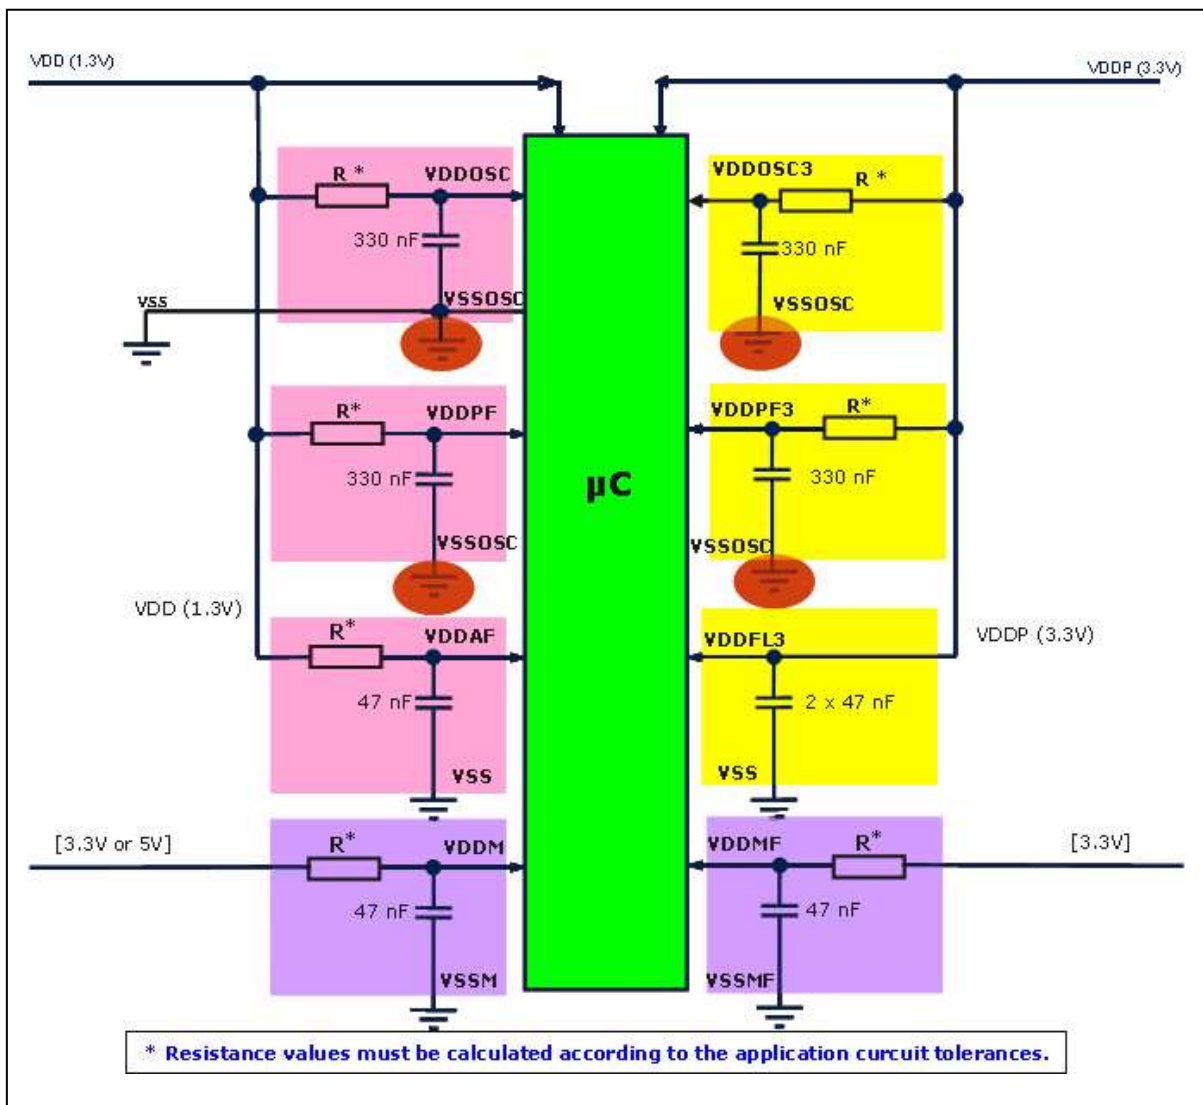 VDD (1.3V)
VDDP (3.3V)
R *
VDDOSC
330 nF
VSSOSC
VSS
VDDOSC3
R *
330 nF
VSSOSC
R*
VDDPF
330 nF
VSSOSC
VDDPF3
R*
330 nF
VSSOSC
µC
VDD (1.3V)
R*
VDDAF
47 nF
VSS
VDDFL3
VDDP (3.3V)
2 x 47 nF
VSS
[3.3V or 5V]
R*
VDDM
47 nF
VSSM
VDDMF
R*
[3.3V]
47 nF
VSSMF
* Resistance values must be calculated according to the application curcuit tolerances.